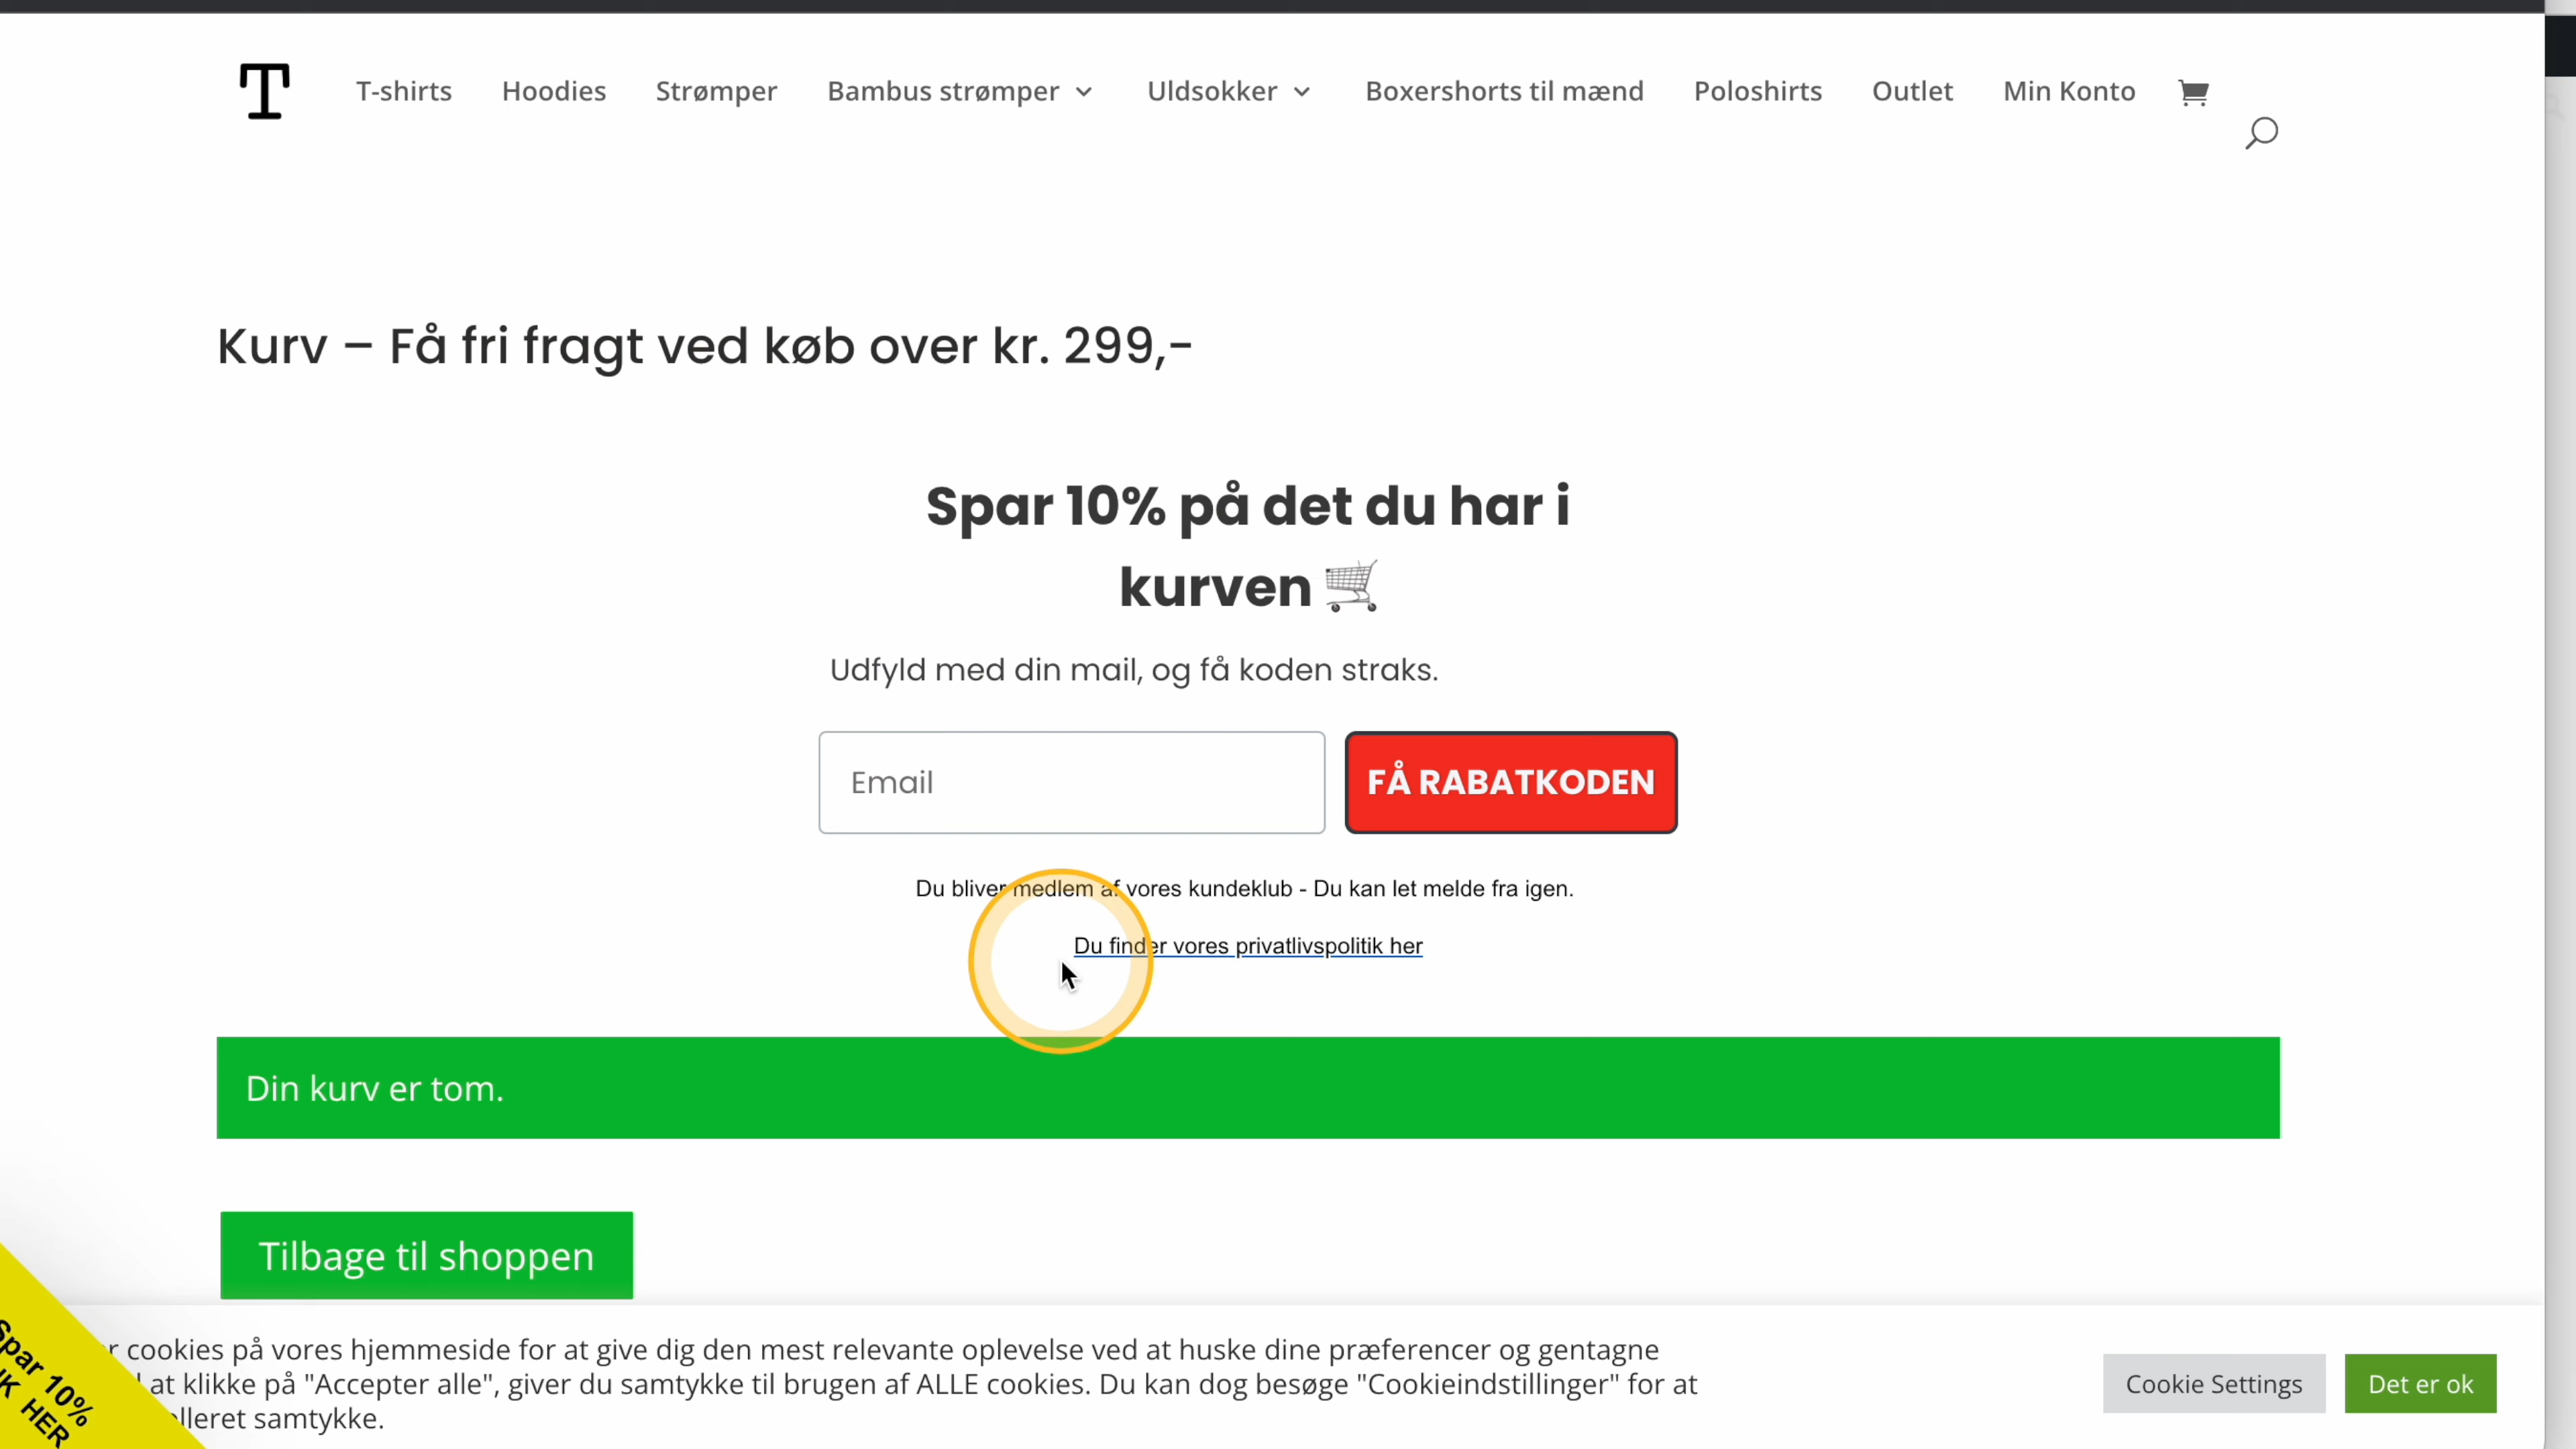 T
T-shirts Hoodies Strømper Bambus strømper Uldsokker Boxershorts til mænd Poloshirts Outlet Min Konto
Kurv – Få fri fragt ved køb over kr. 299,-
Spar 10% på det du har i
kurven
Udfyld med din mail, og få koden straks.
Email
FÅ RABATKODEN
Du bliver medlem af vores kundeklub - Du kan let melde fra igen.
Du finder vores privatlivspolitik her
Din kurv er tom.
Tilbage til shoppen
cookies på vores hjemmeside for at give dig den mest relevante oplevelse ved at huske dine præferencer og gentagne
at klikke på "Accepter alle", giver du samtykke til brugen af ALLE cookies. Du kan dog besøge "Cookieindstillinger" for at
samtykke.
Cookie Settings
Det er ok
Spar 10%
HER